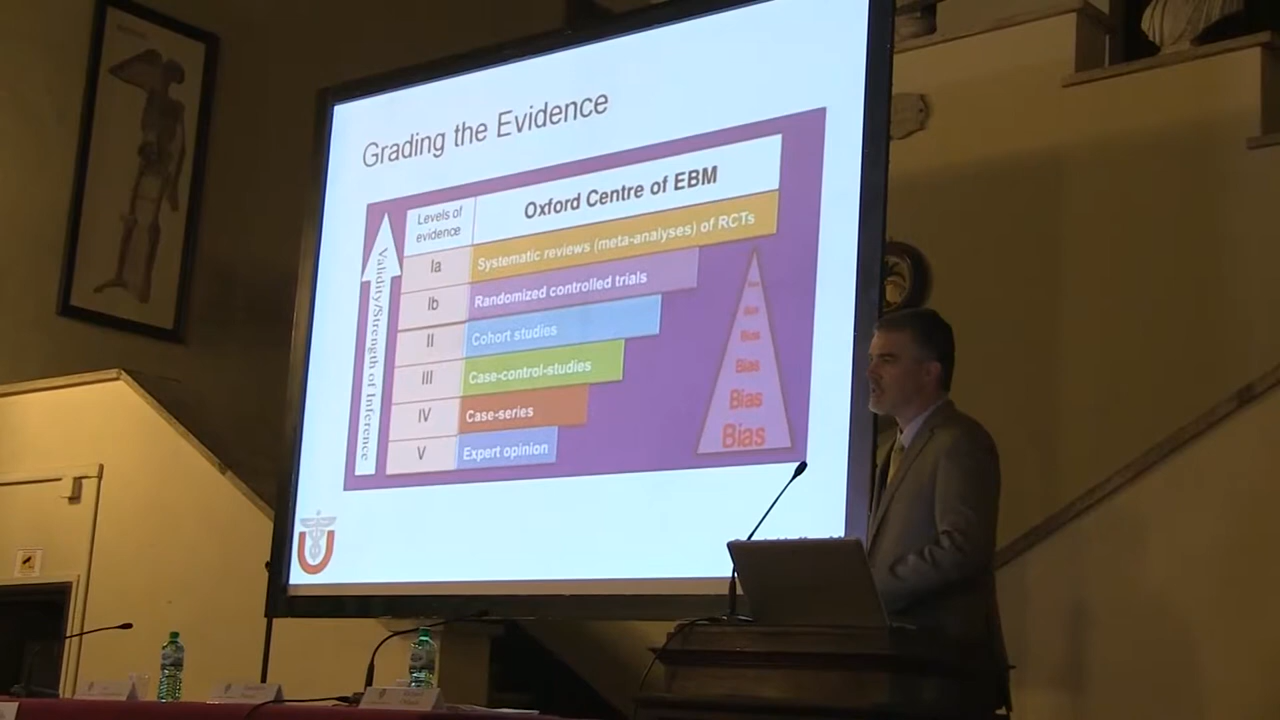 Grading the Evidence
Levels of
evidence
Oxford Centre of EBM
Ia
Systematic reviews (meta-analyses) of RCTs
Ib
Randomized controlled trials
II
Cohort studies
III
Case-control-studies
IV
Case-series
V
Expert opinion
Validity/Strength of Inference
Bias
Bias
Bias
Bias
Bias
Bias